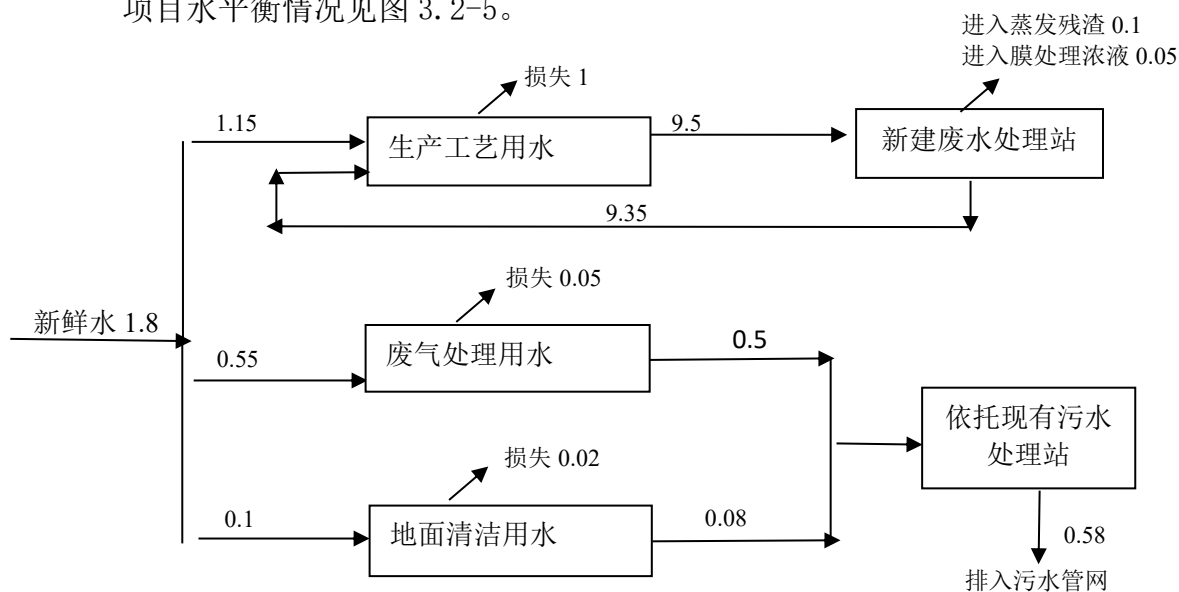 项目水平衡情况见图 3.2-5。
进入蒸发残渣 0.1
进入膜处理浓液 0.05
损失 1
1.15
生产工艺用水
9.5
新建废水处理站
9.35
损失 0.05
新鲜水 1.8
0.55
废气处理用水
0.5
依托现有污水
处理站
损失 0.02
0.1
地面清洁用水
0.08
0.58
排入污水管网